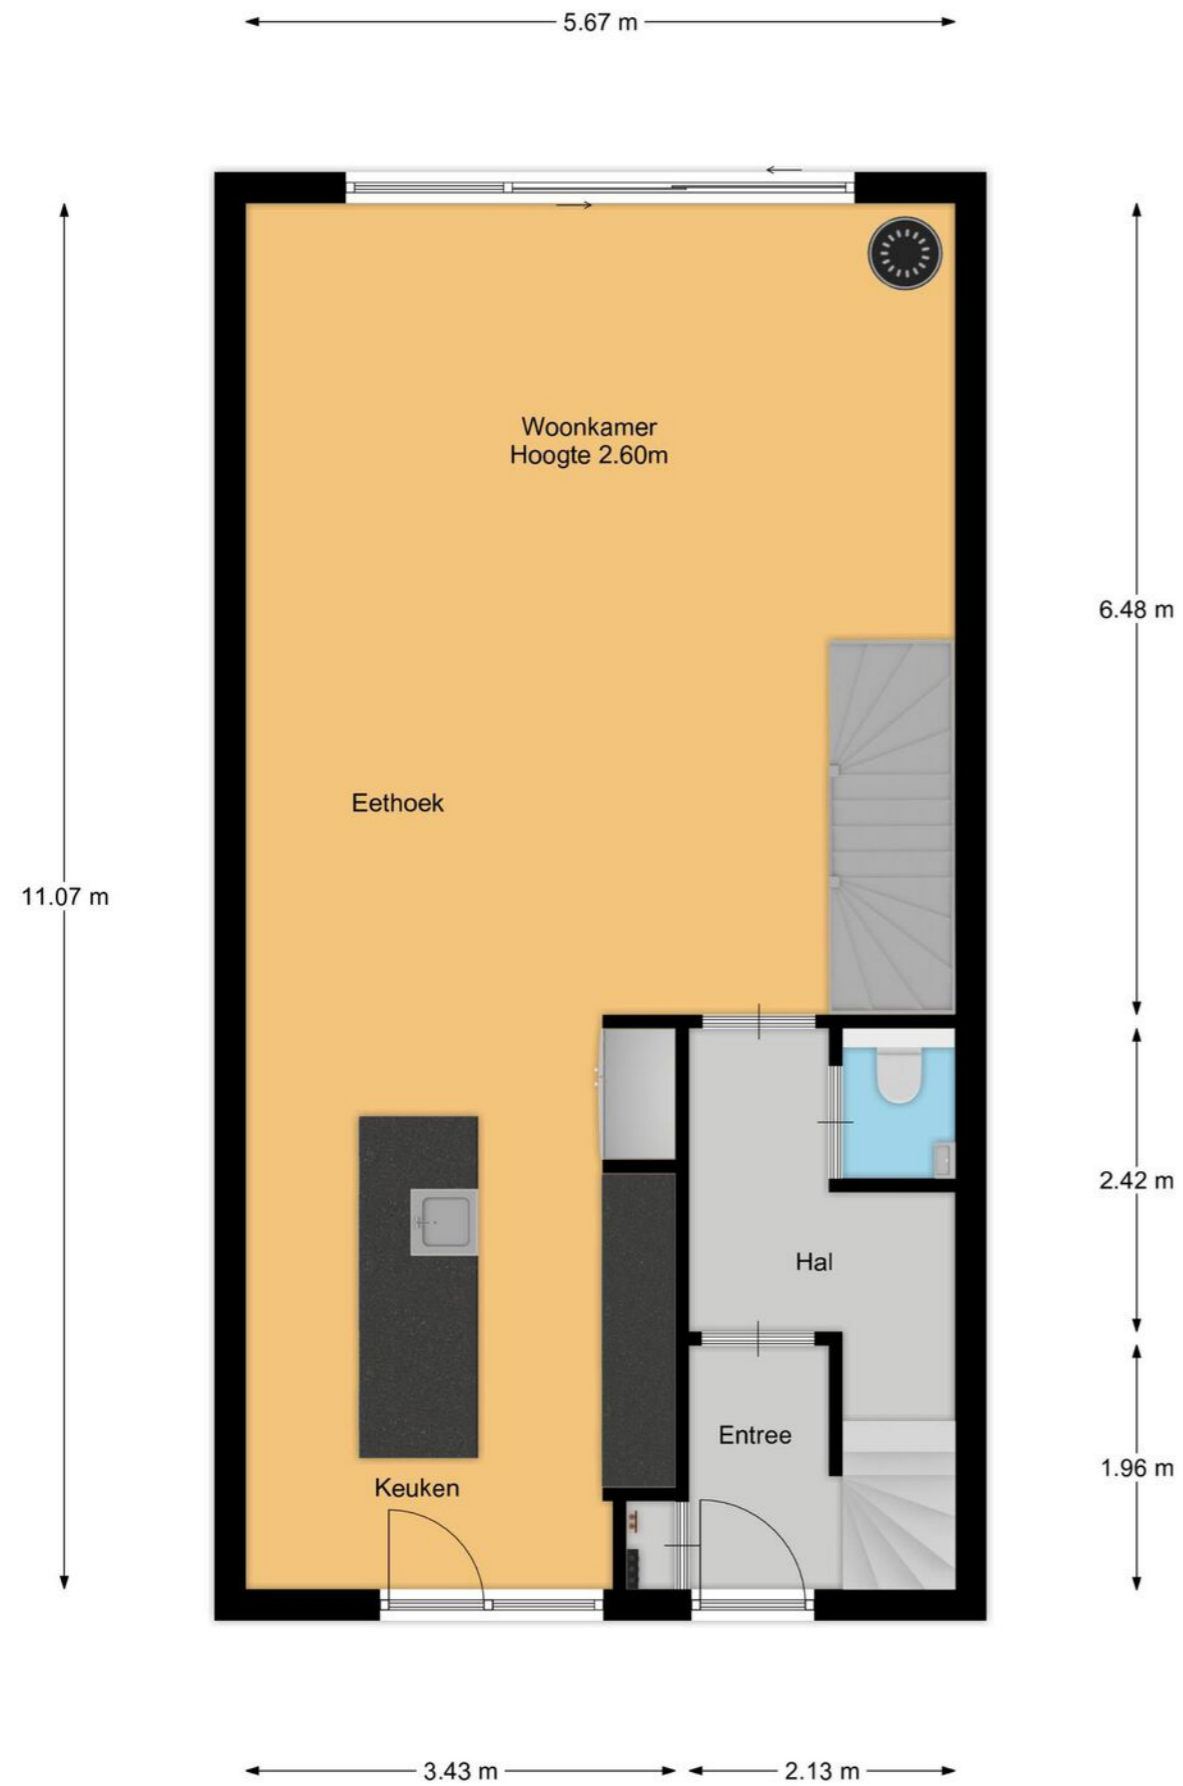 5.67 m
Woonkamer
Hoogte 2.60m
6.48 m
Eethoek
11.07 m
2.42 m
Hal
Entree
1.96 m
Keuken
3.43 m
2.13 m